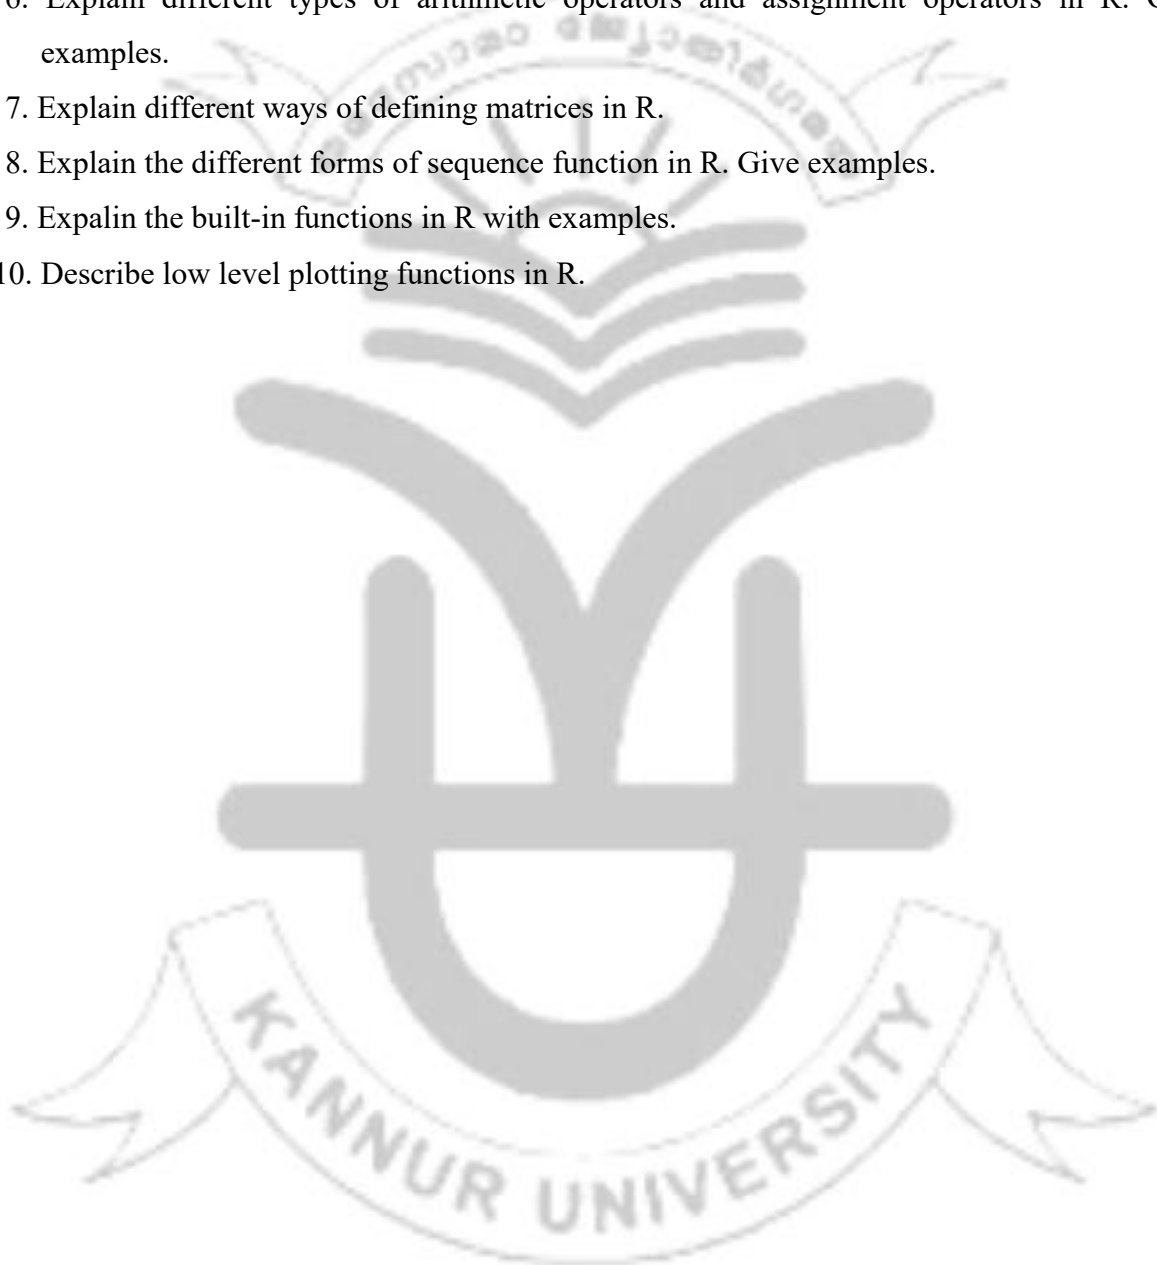 6. Explain different types of arithmetic operators and assignment operators in R.
examples.
7. Explain different ways of defining matrices in R.
8. Explain the different forms of sequence function in R. Give examples.
9. Expalin the built-in functions in R with examples.
10. Describe low level plotting functions in R.
KANNUR UNIVERSITY